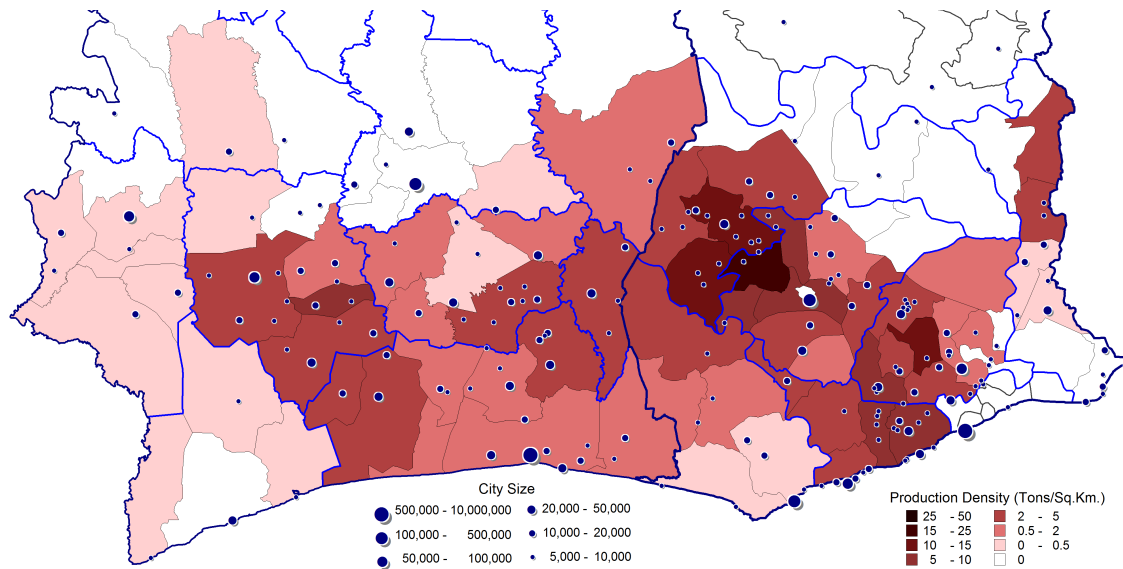 City Size
500,000 - 10,000,000
100,000 - 500,000
50,000 - 100,000
20,000 - 50,000
10,000 - 20,000
5,000 - 10,000
Production Density (Tons/Sq.Km.)
25 - 50
15 - 25
10 - 15
5 - 10
2 - 5
0.5 - 2
0 - 0.5
0